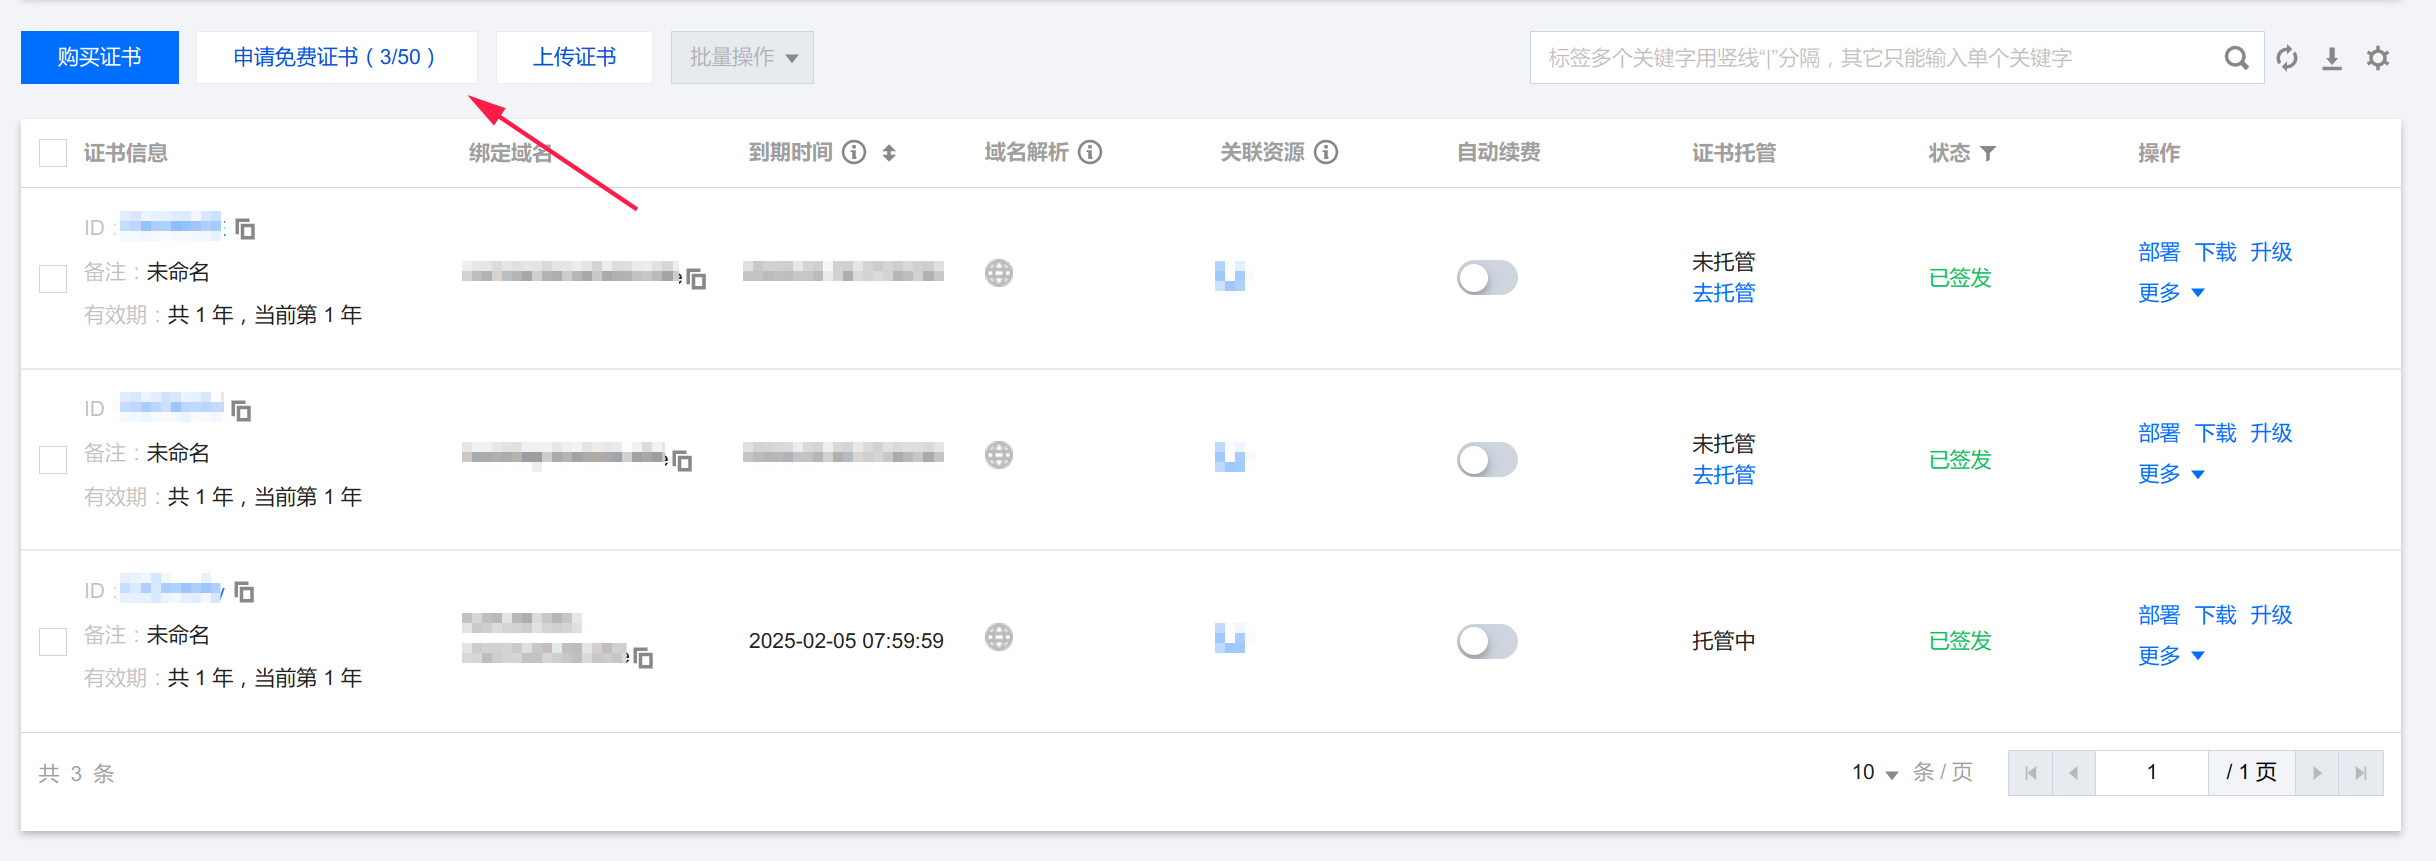 购买证书 申请免费证书（3/50） 上传证书 批量操作 标签多个关键字用竖线“|”分隔，其它只能输入单个关键字
证书信息 绑定域名 到期时间 域名解析 关联资源 自动续费 证书托管 状态 操作
ID :
备注：未命名
有效期：共 1 年，当前第 1 年
未托管
去托管
已签发
部署 下载 升级
更多
ID
备注：未命名
有效期：共 1 年，当前第 1 年
未托管
去托管
已签发
部署 下载 升级
更多
ID :
备注：未命名
有效期：共 1 年，当前第 1 年
2025-02-05 07:59:59
托管中
已签发
部署 下载 升级
更多
共 3 条 10 条 / 页 1 / 1 页